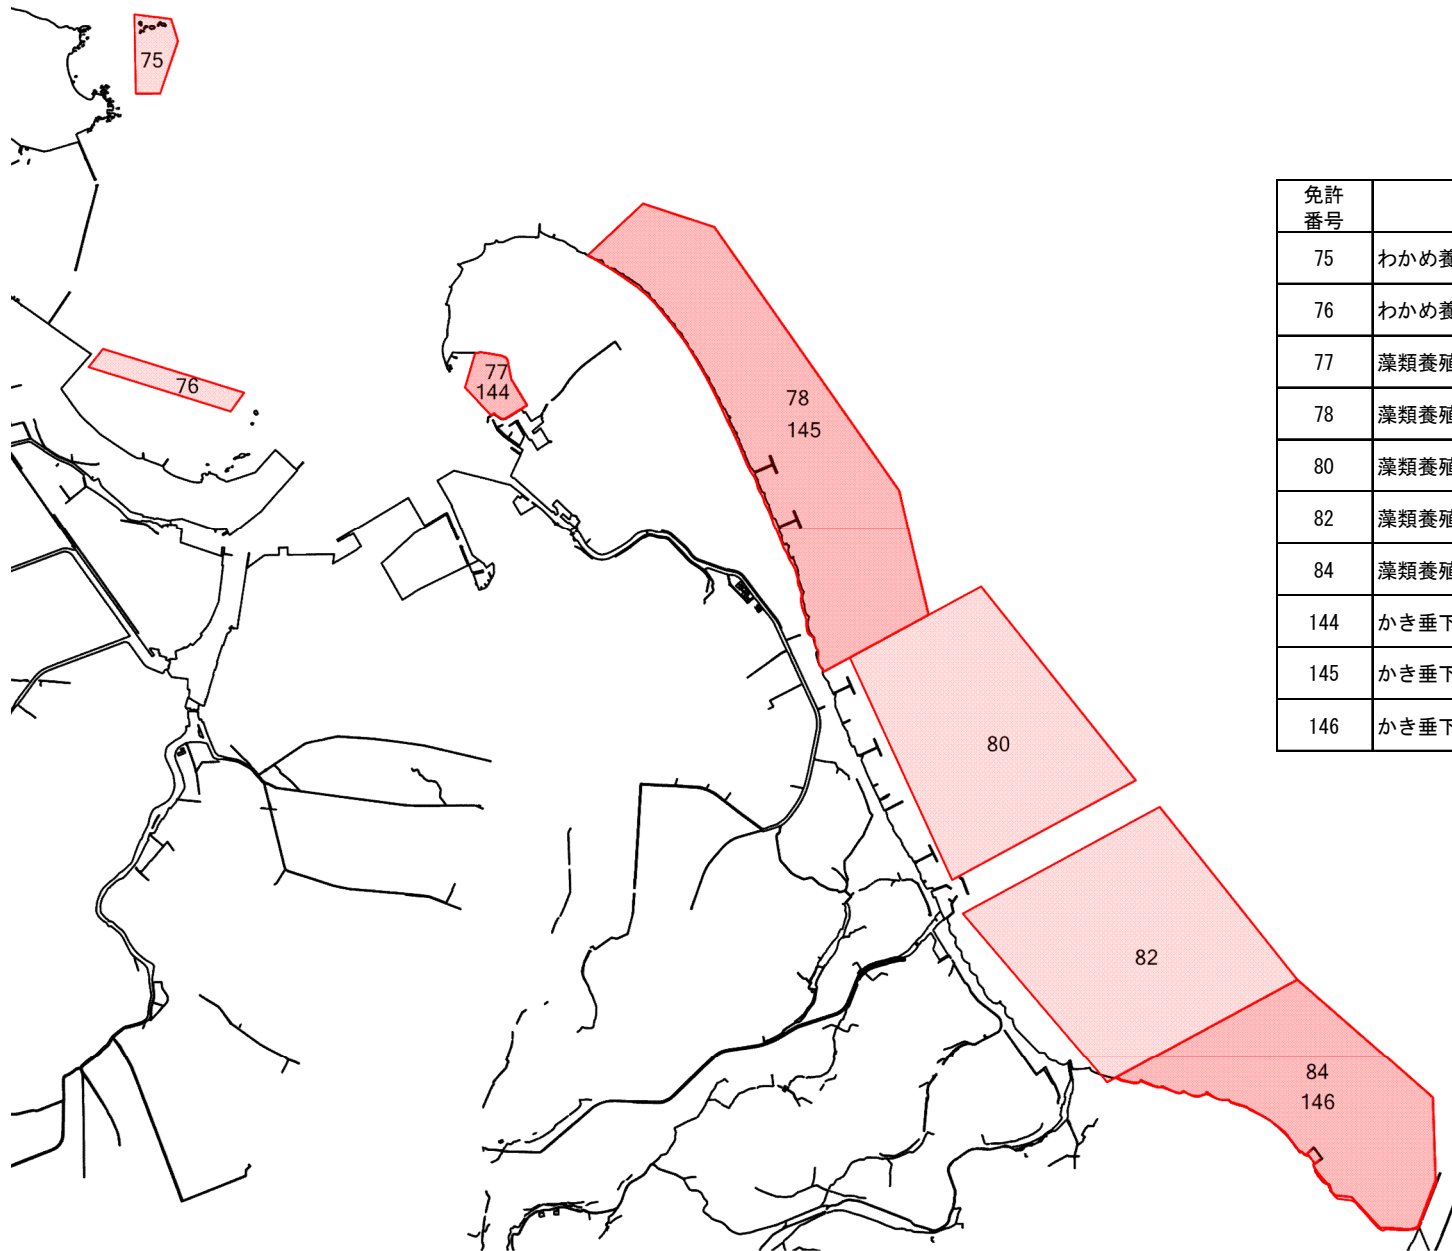 75
76
77
144
78
145
80
82
84
146
免許
番号
75 わかめ養
76 わかめ養
77 藻類養殖
78 藻類養殖
80 藻類養殖
82 藻類養殖
84 藻類養殖
144 かき垂下
145 かき垂下
146 かき垂下